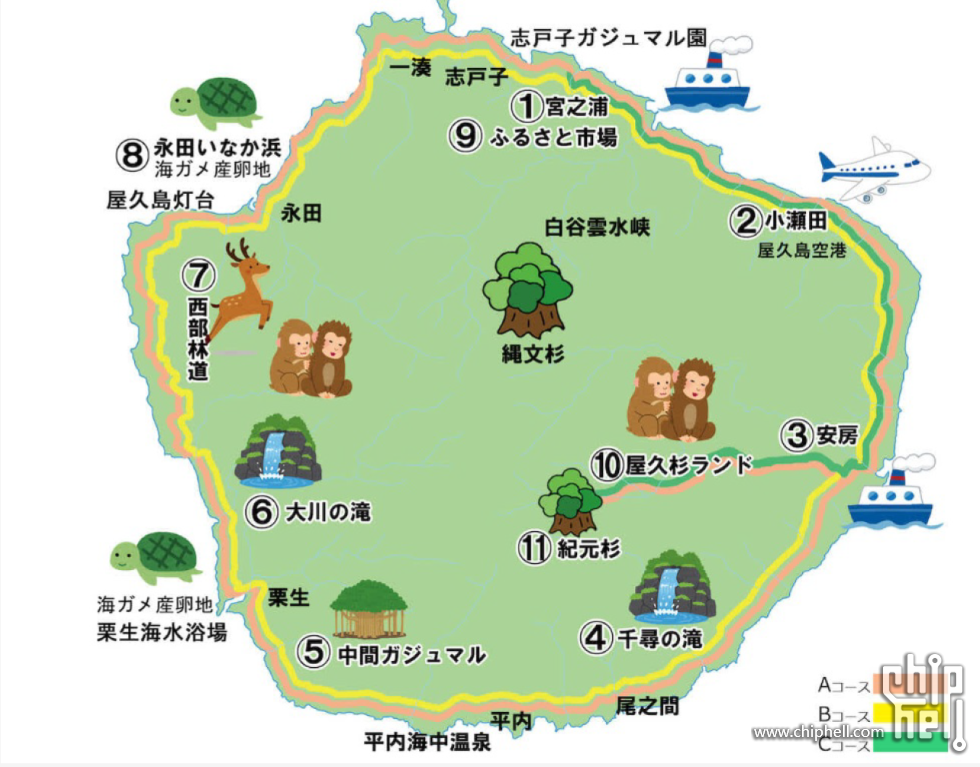 志戸子ガジュマル園
一湊
志戸子
①宮之浦
⑨ふるさと市場
⑧永田いなか浜
海ガメ産卵地
屋久島灯台
永田
②小瀬田
屋久島空港
白谷雲水峡
⑦西部林道
縄文杉
③安房
⑩屋久杉ランド
⑥大川の滝
⑪紀元杉
海ガメ産卵地
栗生海水浴場
栗生
⑤中間ガジュマル
④千尋の滝
尾之間
平内
平内海中温泉
Aコース
Bコース
Cコース
chip
hell
www.chiphell.com